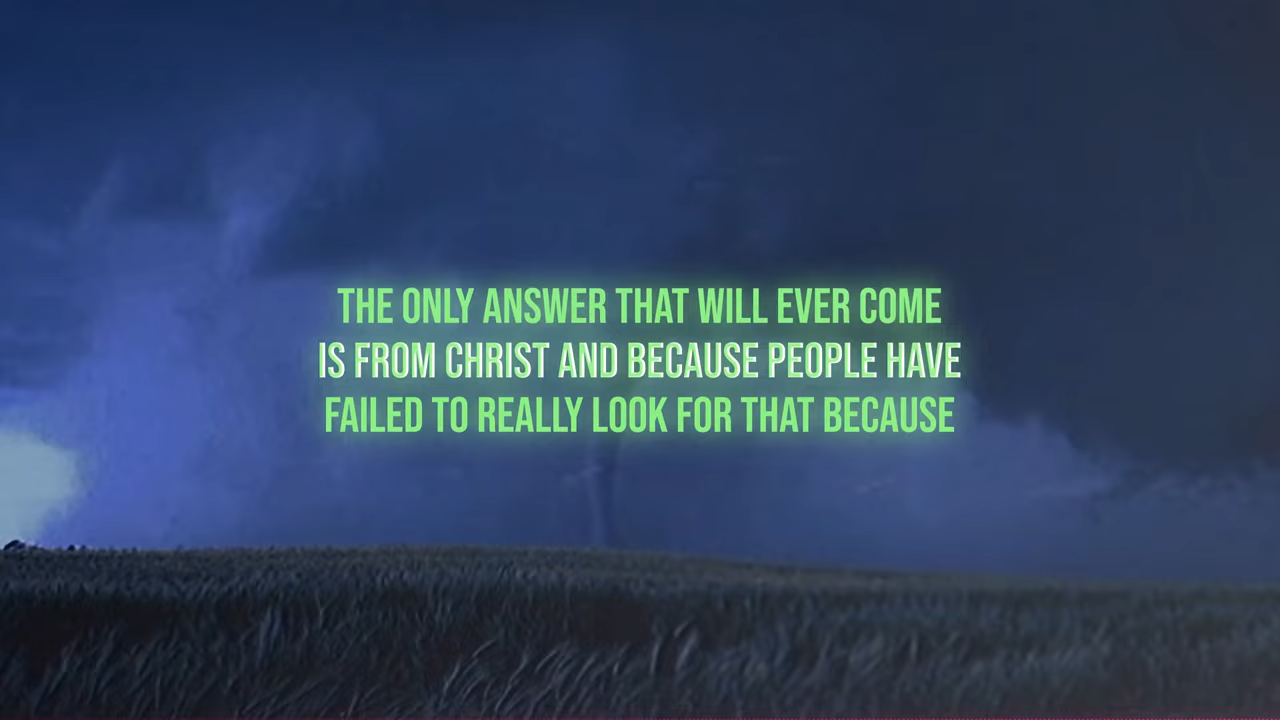 THE ONLY ANSWER THAT WILL EVER COME
IS FROM CHRIST AND BECAUSE PEOPLE HAVE
FAILED TO REALLY LOOK FOR THAT BECAUSE